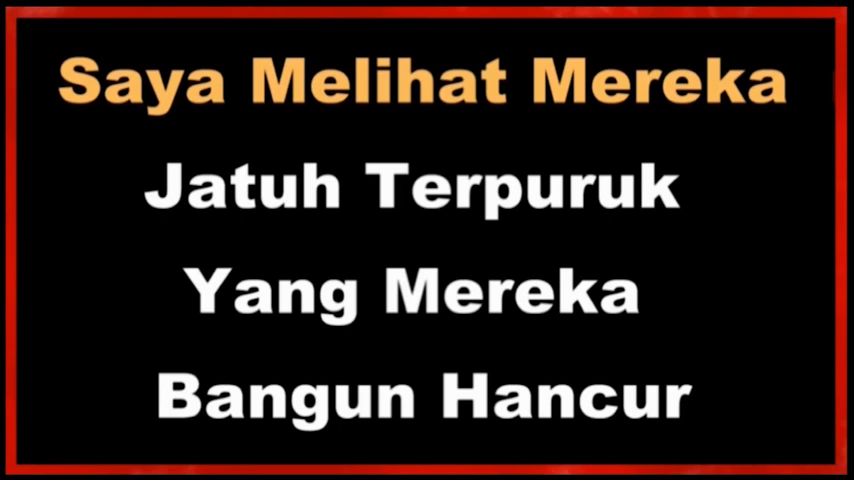 Saya Melihat Mereka
Jatuh Terpuruk
Yang Mereka
Bangun Hancur